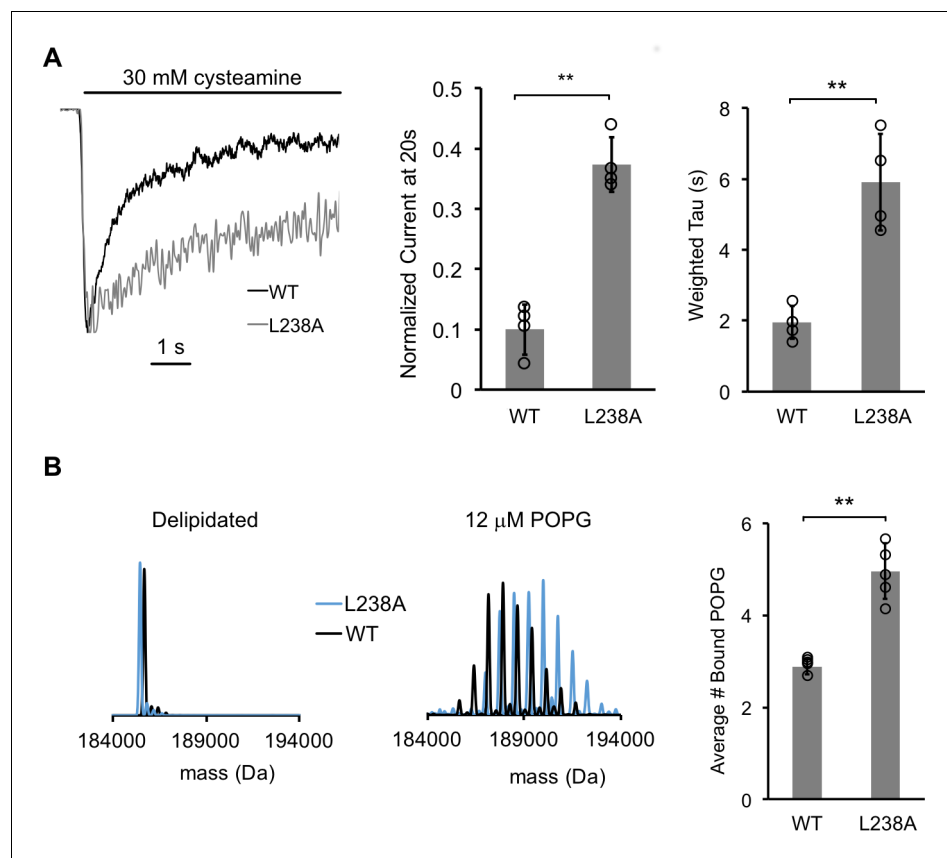 A
30 mM cysteamine
WT
L238A
1 s
Normalized Current at 20s
0.5
0.4
0.3
0.2
0.1
0
**
WT
L238A
Weighted Tau (s)
8
6
4
2
0
**
WT
L238A
B
Delipidated
184000
189000
194000
mass (Da)
L238A
WT
12 μM POPG
184000
189000
194000
mass (Da)
Average # Bound POPG
6
4
2
0
**
WT
L238A